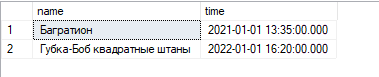 name time
1 Багратион 2021-01-01 13:35:00.000
2 Губка-Боб квадратные штаны 2022-01-01 16:20:00.000